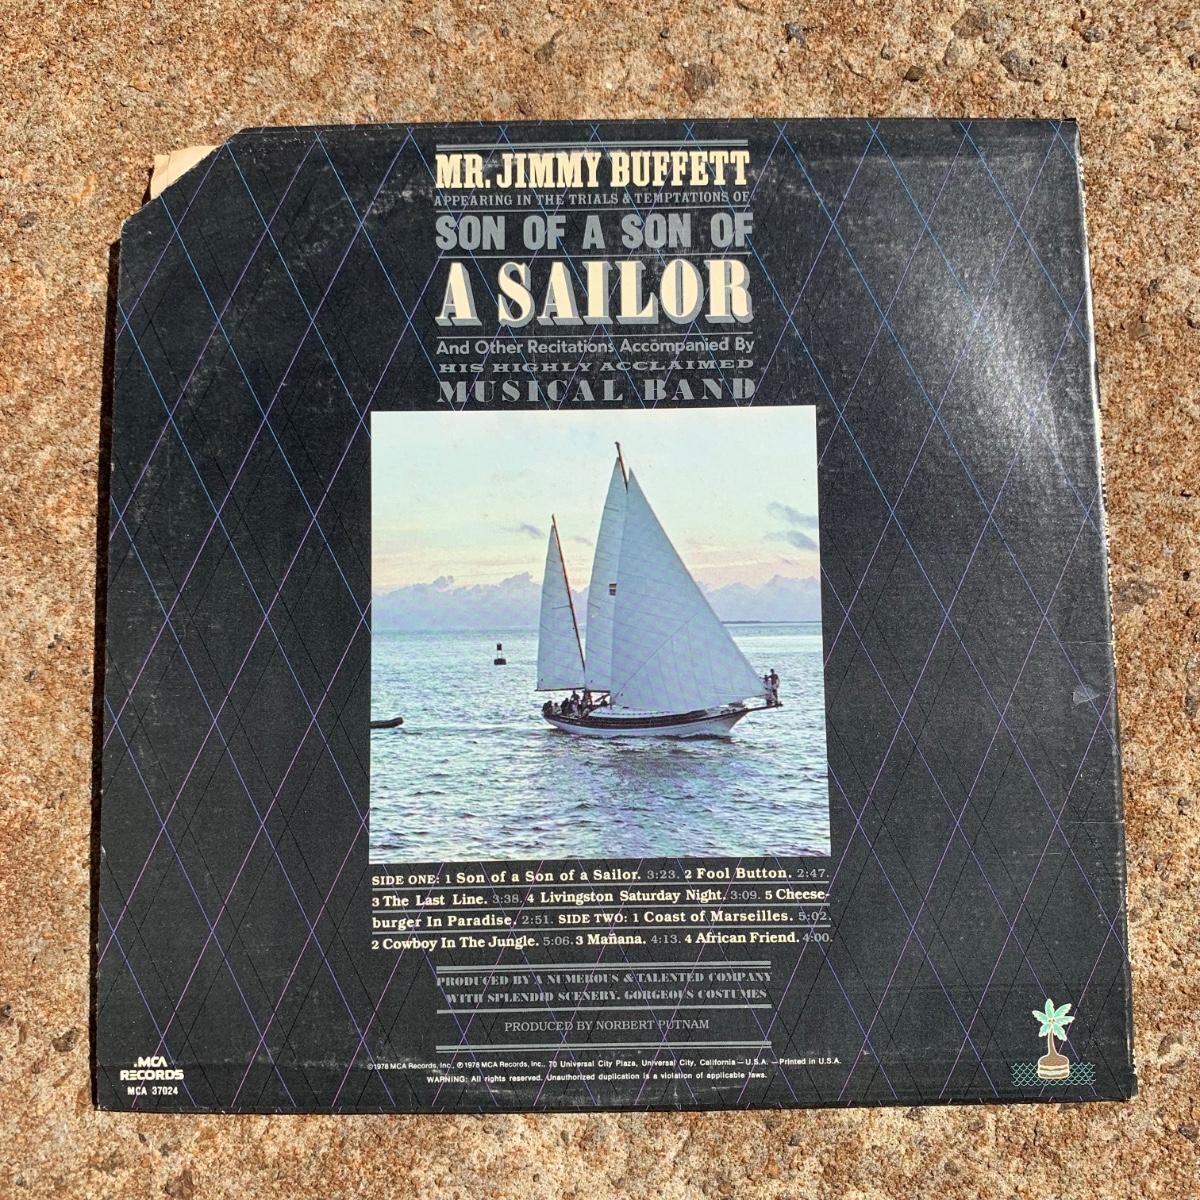 MR. JIMMY BUFFETT
APPEARING IN THE TRIALS & TEMPTATIONS OF
SON OF A SON OF
A SAILOR
And Other Recitations Accompanied By
HIS HIGHLY ACCLAIMED
MUSICAL BAND
SIDE ONE: 1 Son of a Son of a Sailor. 3:23. 2 Fool Button. 2:47.
3 The Last Line. 3:38. 4 Livingston Saturday Night. 3:09. 5 Cheese-
burger In Paradise. 2:51. SIDE TWO: 1 Coast of Marseilles. 5:02.
2 Cowboy In The Jungle. 5:06. 3 Mañana. 4:13. 4 African Friend. 4:00.
PRODUCED BY A NUMEROUS & TALENTED COMPANY
WITH SPLENDID SCENERY, GORGEOUS COSTUMES
PRODUCED BY NORBERT PUTNAM
©1978 MCA Records, Inc., ℗1978 MCA Records, Inc., 70 Universal City Plaza, Universal City, California — U.S.A. — Printed in U.S.A.
WARNING: All rights reserved. Unauthorized duplication is a violation of applicable laws.
.MCA
RECORDS
MCA 37024